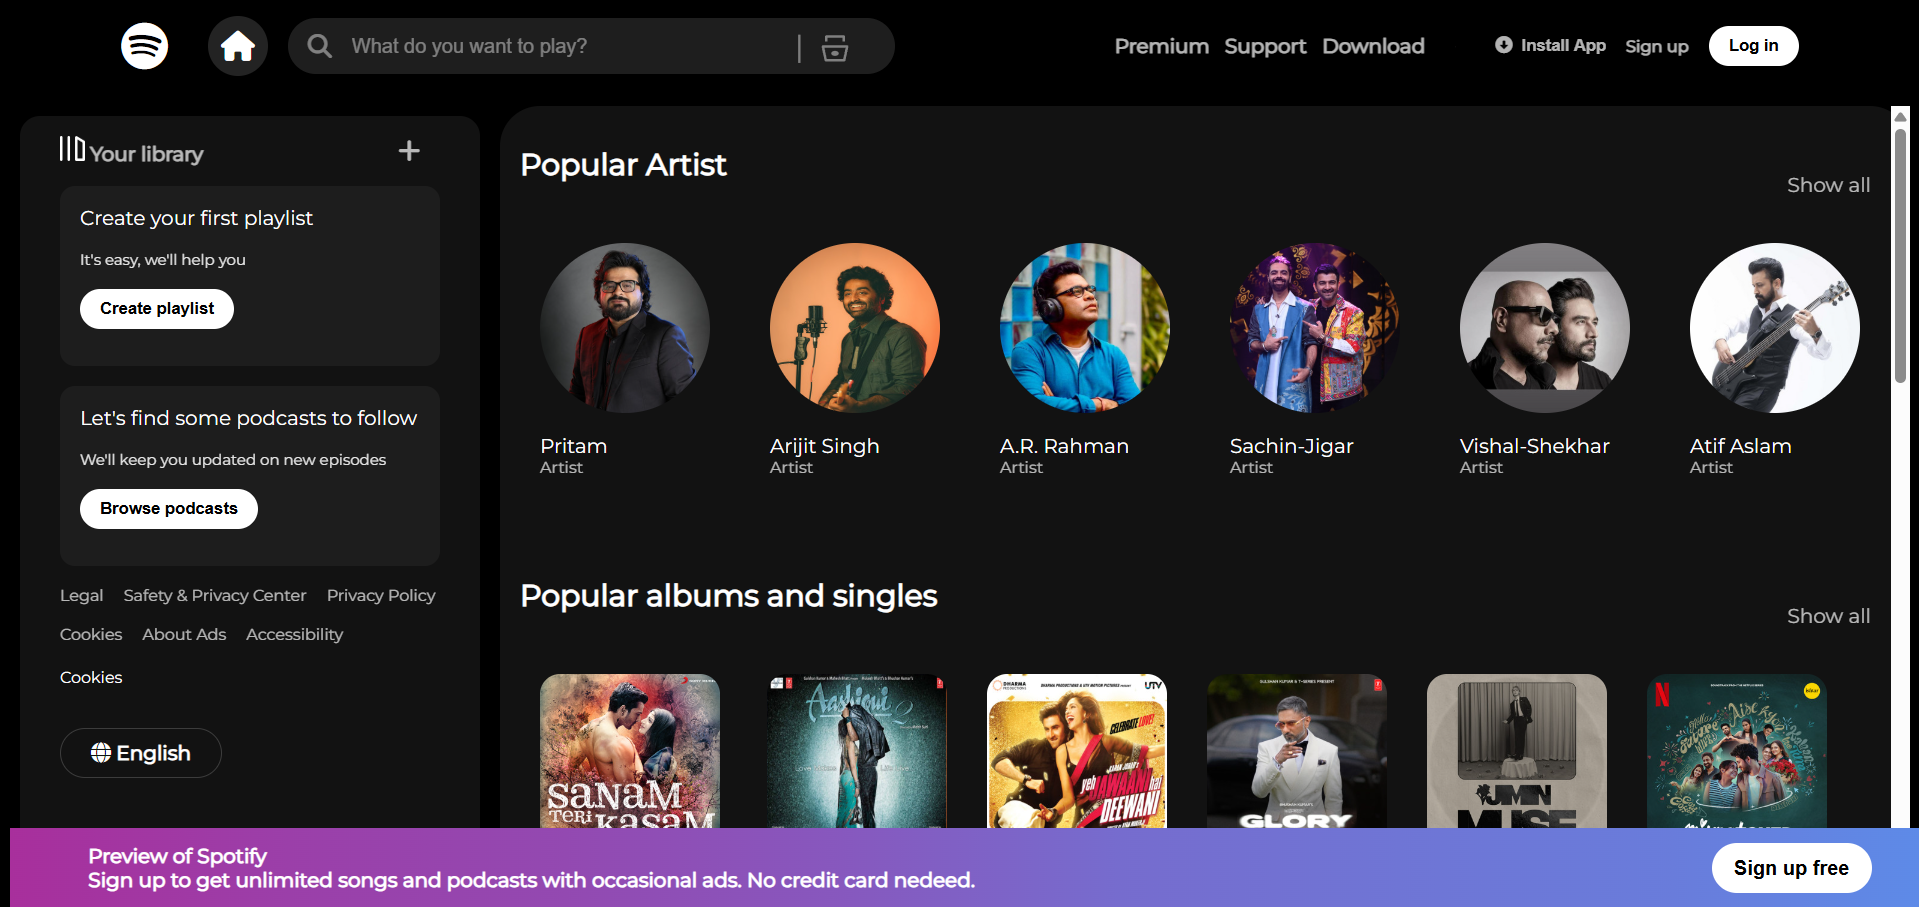 What do you want to play?
Premium Support Download
Install App Sign up Log in
Your library
Create your first playlist
It's easy, we'll help you
Create playlist
Let's find some podcasts to follow
We'll keep you updated on new episodes
Browse podcasts
Legal Safety & Privacy Center Privacy Policy
Cookies About Ads Accessibility
Cookies
English
Popular Artist
Show all
Pritam
Artist
Arijit Singh
Artist
A.R. Rahman
Artist
Sachin-Jigar
Artist
Vishal-Shekhar
Artist
Atif Aslam
Artist
Popular albums and singles
Show all
SANAM
TERI KASAM
Aashiqui 2
DHARMA
UTV
CELEBRATE LOVE!
Yeh
JAWAANI hai
DEEWANI
GLORY
JIMIN
MUSE
N
Preview of Spotify
Sign up to get unlimited songs and podcasts with occasional ads. No credit card nedeed.
Sign up free